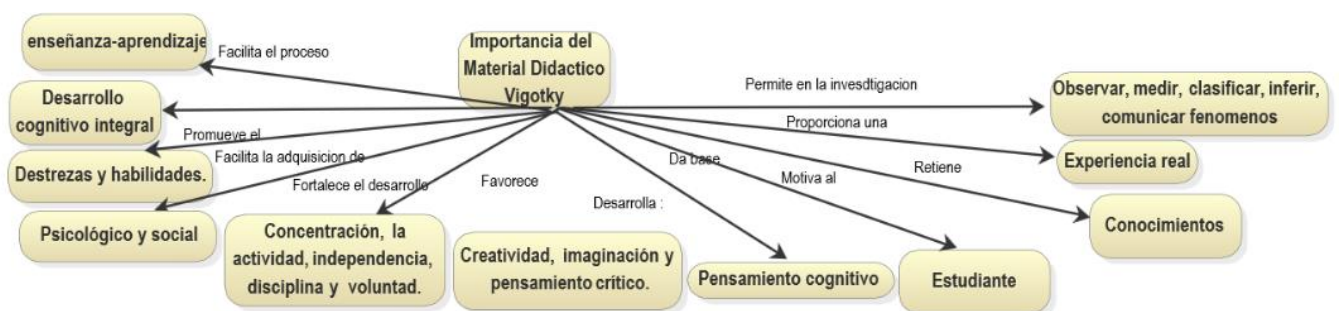 Importancia del
Material Didactico
Vigotky
enseñanza-aprendizaje
Facilita el proceso
Desarrollo
cognitivo integral
Promueve el
Destrezas y habilidades.
Facilita la adquisicion de
Psicológico y social
Fortalece el desarrollo
Concentración, la
actividad, independencia,
disciplina y voluntad.
Favorece
Creatividad, imaginación y
pensamiento crítico.
Desarrolla :
Pensamiento cognitivo
Da base
Estudiante
Motiva al
Conocimientos
Retiene
Experiencia real
Proporciona una
Observar, medir, clasificar, inferir,
comunicar fenomenos
Permite en la invesdtigacion